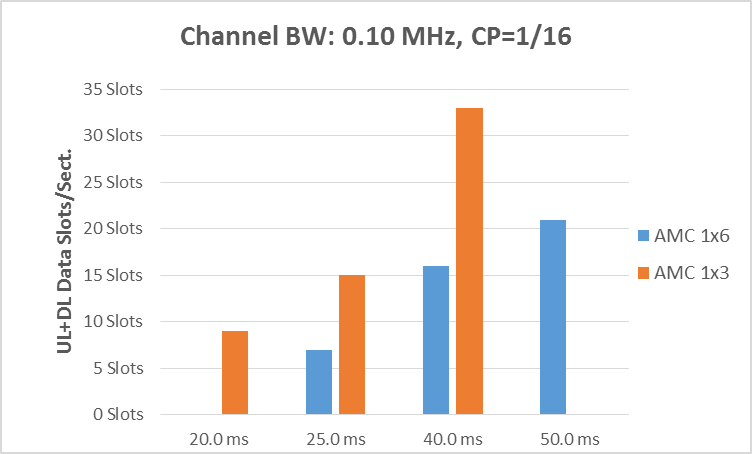 Channel BW: 0.10 MHz, CP=1/16
UL+DL Data Slots/Sect.
35 Slots
30 Slots
25 Slots
20 Slots
15 Slots
10 Slots
5 Slots
0 Slots
20.0 ms
25.0 ms
40.0 ms
50.0 ms
AMC 1x6
AMC 1x3